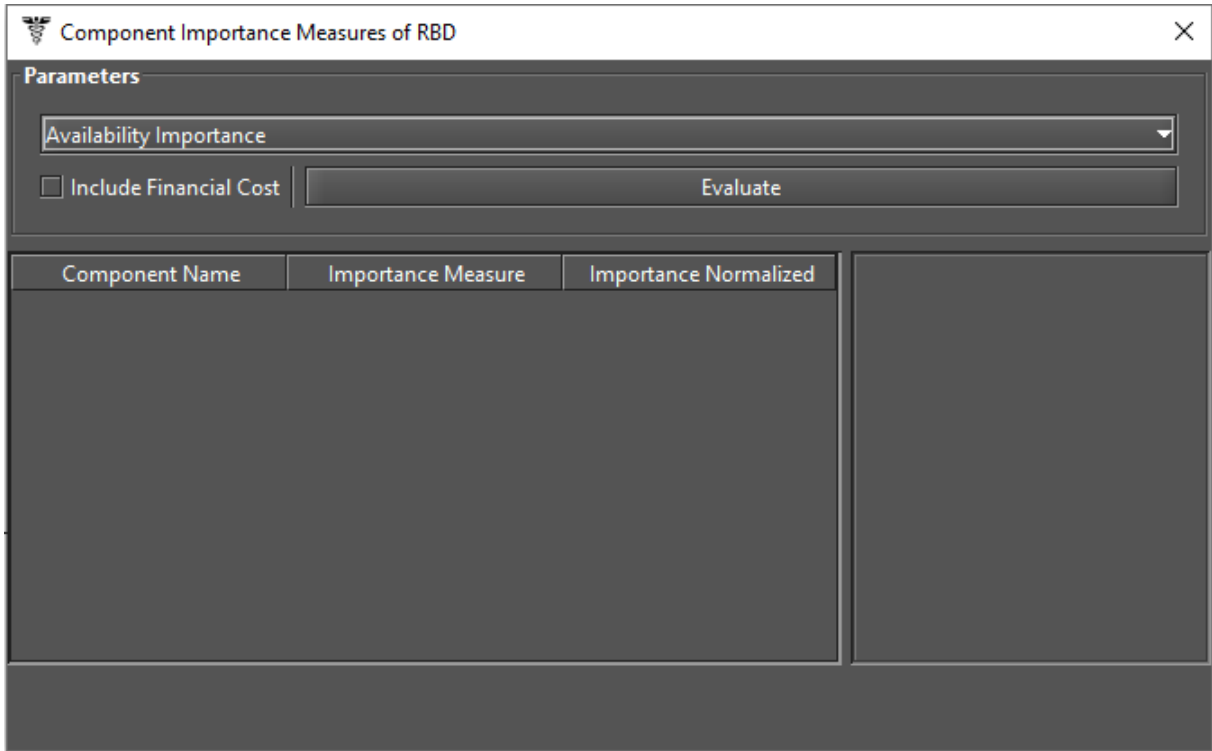 Component Importance Measures of RBD
Parameters
Availability Importance
Include Financial Cost
Evaluate
Component Name
Importance Measure
Importance Normalized